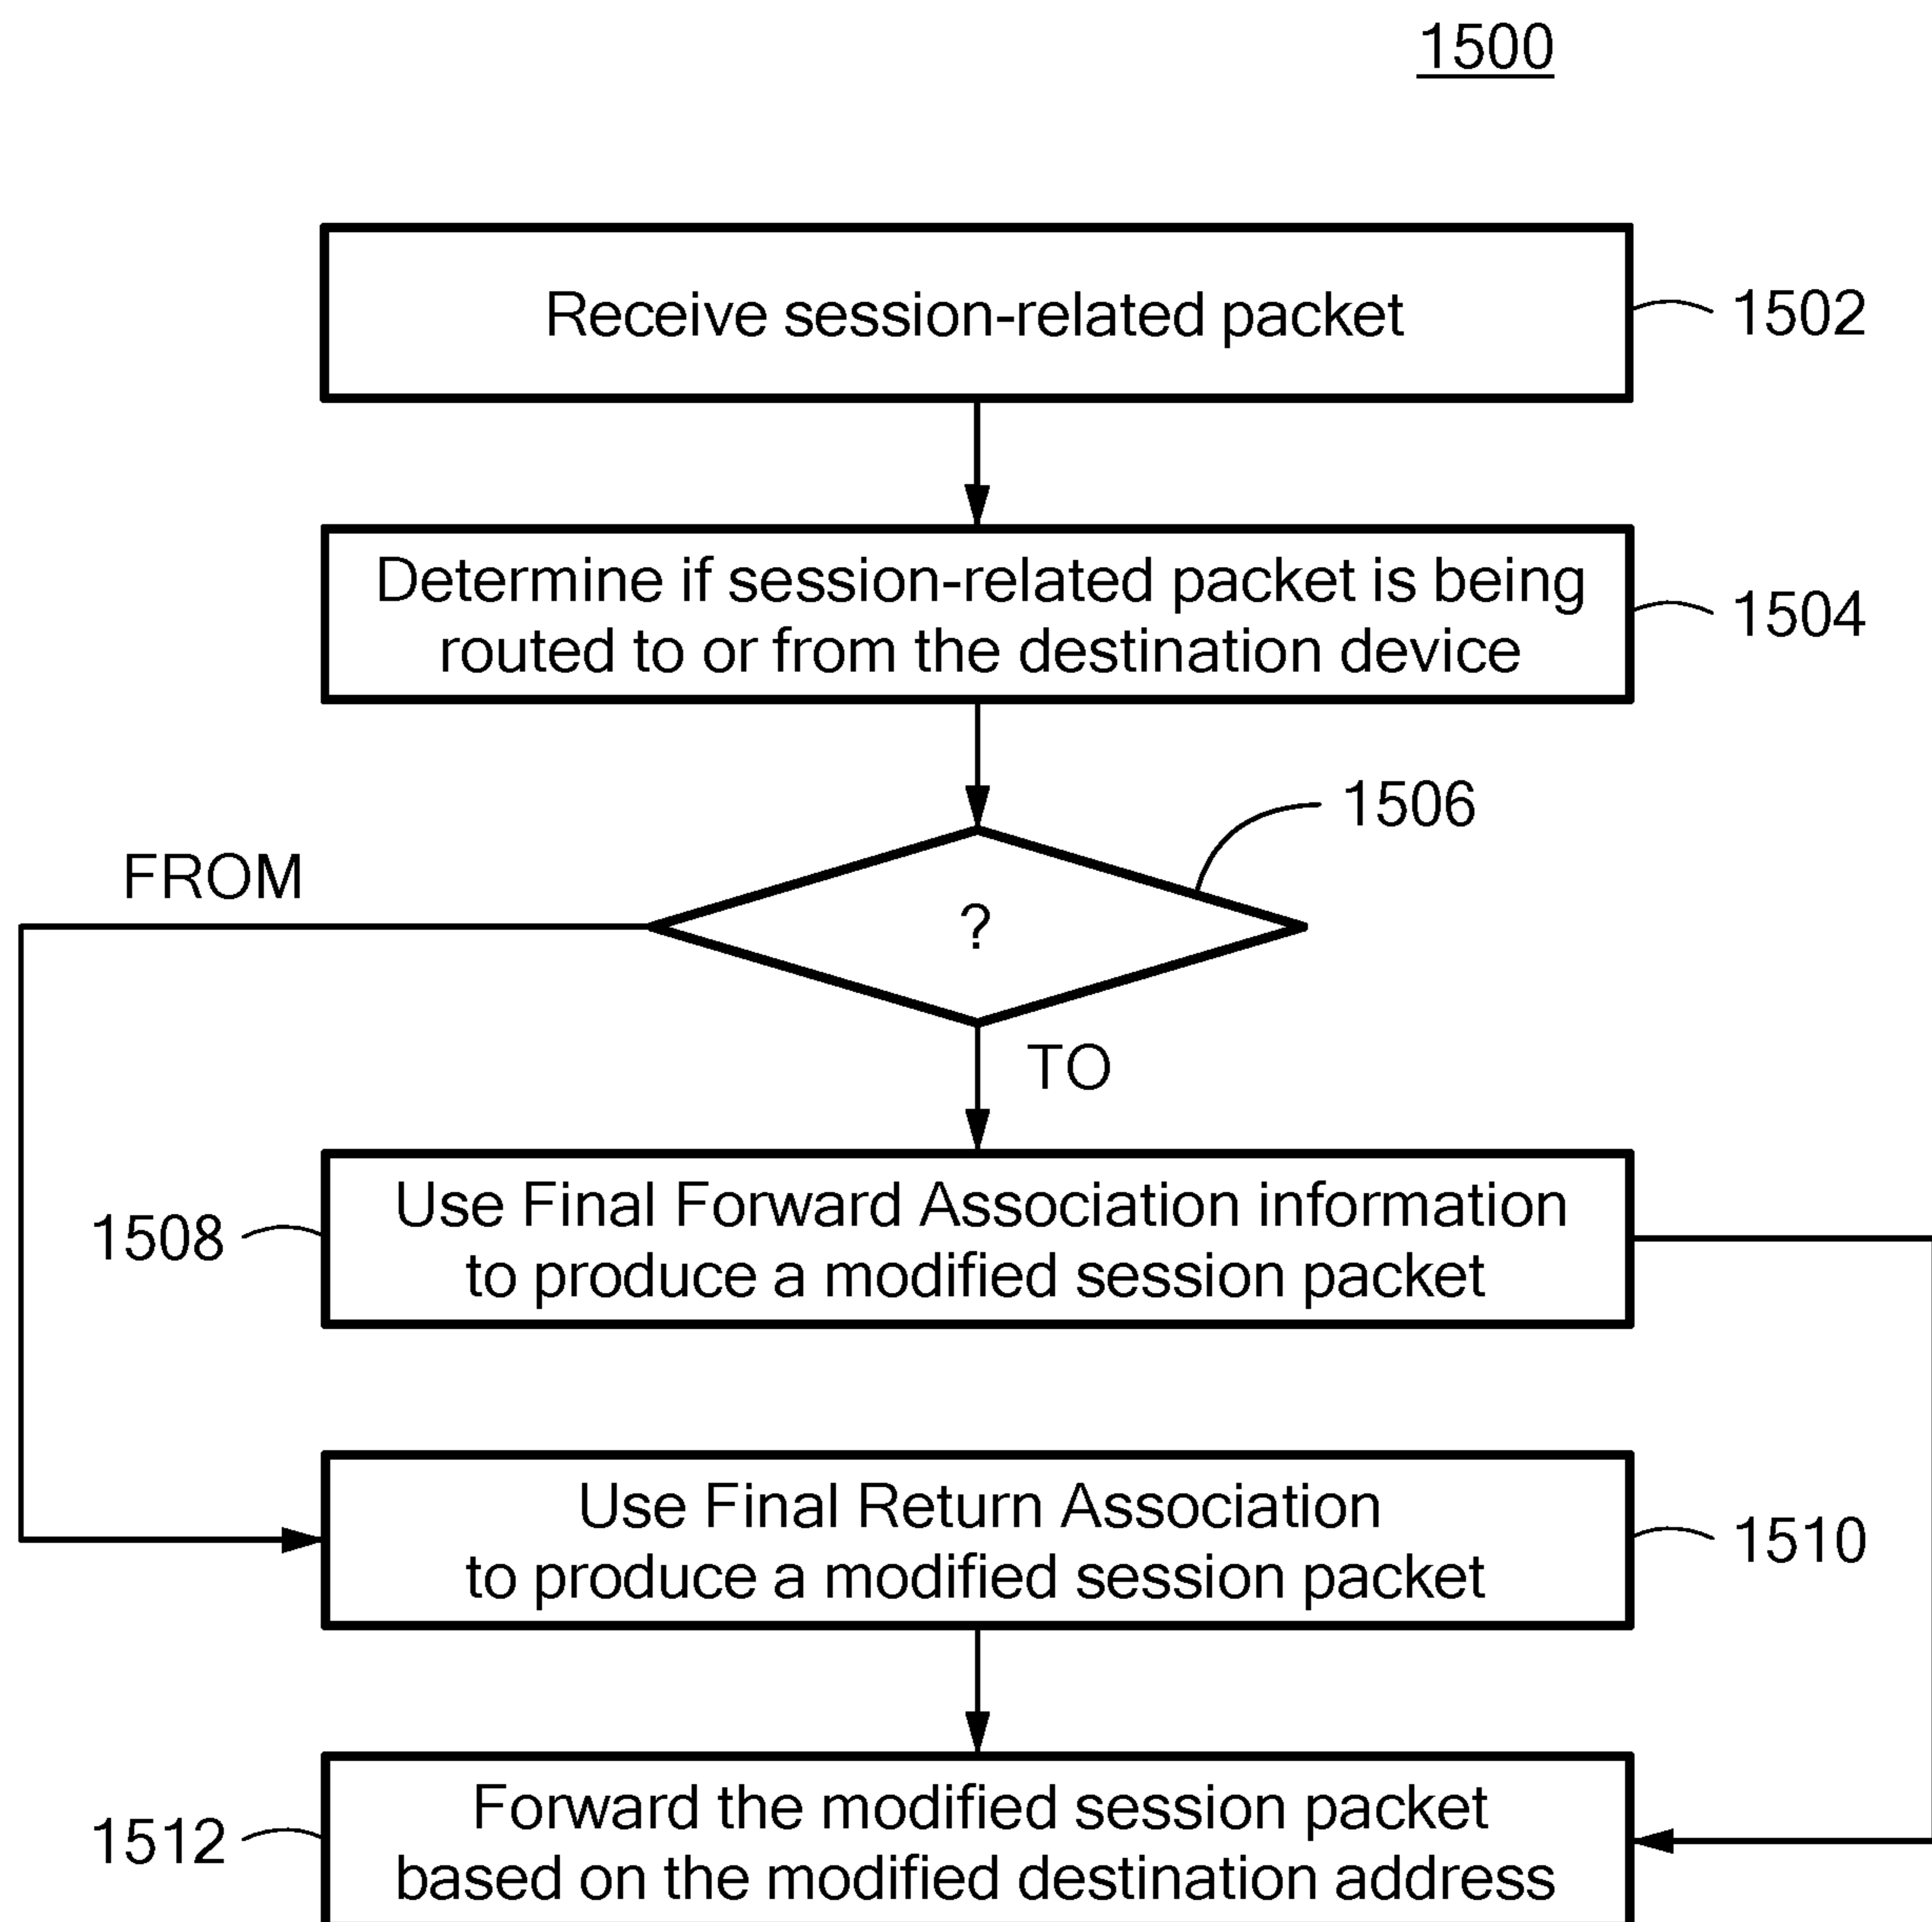 1500
Receive session-related packet
1502
Determine if session-related packet is being
routed to or from the destination device
1504
1506
FROM
?
TO
1508
Use Final Forward Association information
to produce a modified session packet
Use Final Return Association
to produce a modified session packet
1510
1512
Forward the modified session packet
based on the modified destination address